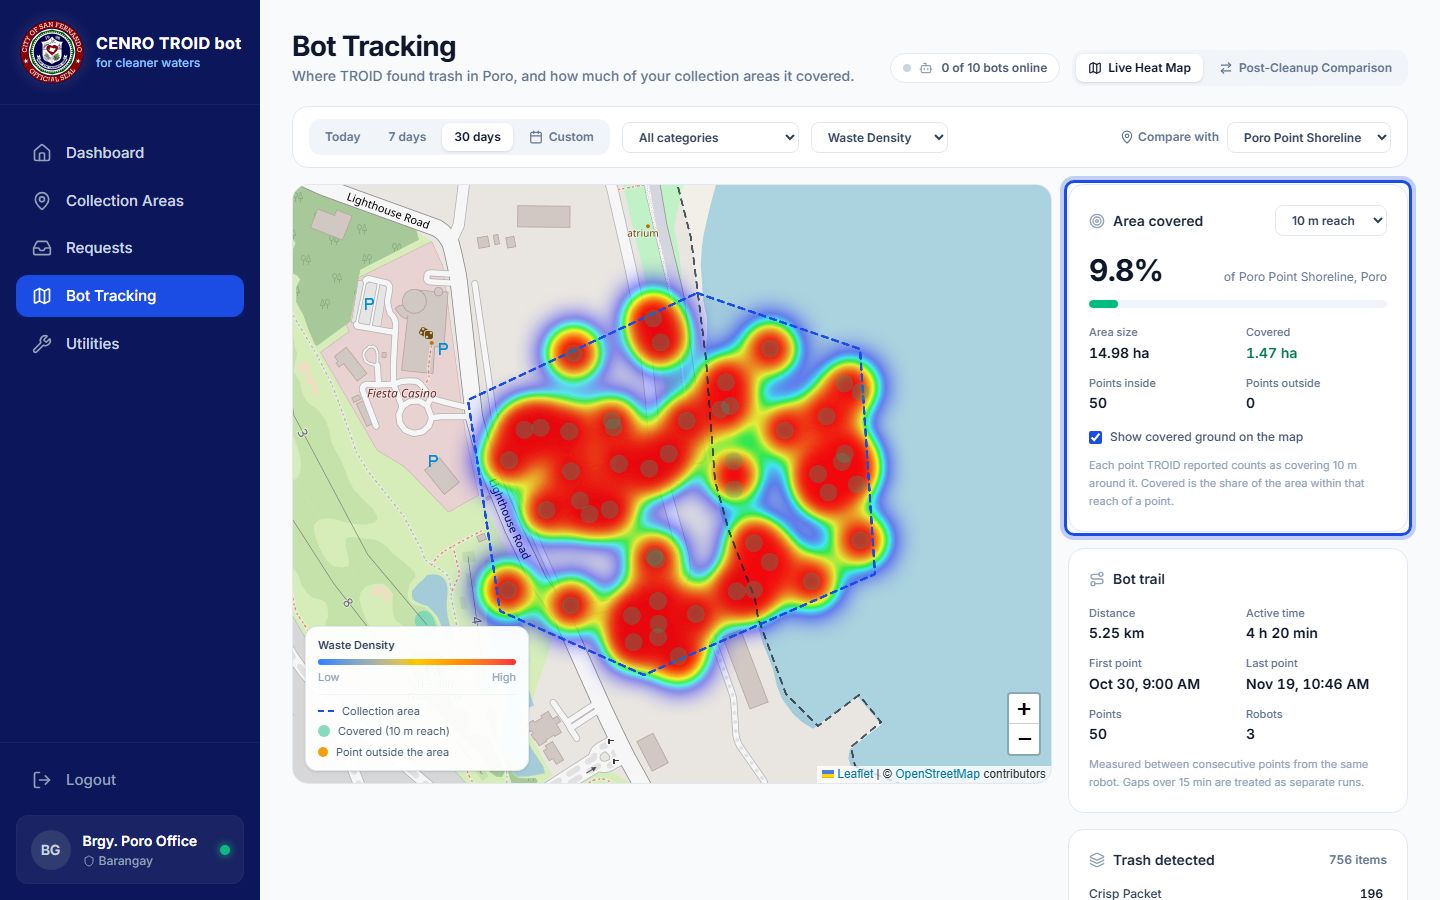 CITY OF SAN FERNANDO
OFFICIAL SEAL
CENRO TROID bot
for cleaner waters
Dashboard
Collection Areas
Requests
Bot Tracking
Utilities
Logout
BG
Brgy. Poro Office
Barangay
Bot Tracking
Where TROID found trash in Poro, and how much of your collection areas it covered.
0 of 10 bots online
Live Heat Map
Post-Cleanup Comparison
Today
7 days
30 days
Custom
All categories
Waste Density
Compare with
Poro Point Shoreline
Lighthouse Road
atrium
P
P
Fiesta Casino
P
3
Lighthouse Road
8
4
Waste Density
Low
High
Collection area
Covered (10 m reach)
Point outside the area
+
−
Leaflet | © OpenStreetMap contributors
Area covered
10 m reach
9.8%
of Poro Point Shoreline, Poro
Area size
Covered
14.98 ha
1.47 ha
Points inside
Points outside
50
0
Show covered ground on the map
Each point TROID reported counts as covering 10 m
around it. Covered is the share of the area within that
reach of a point.
Bot trail
Distance
Active time
5.25 km
4 h 20 min
First point
Last point
Oct 30, 9:00 AM
Nov 19, 10:46 AM
Points
Robots
50
3
Measured between consecutive points from the same
robot. Gaps over 15 min are treated as separate runs.
Trash detected
756 items
Crisp Packet
196